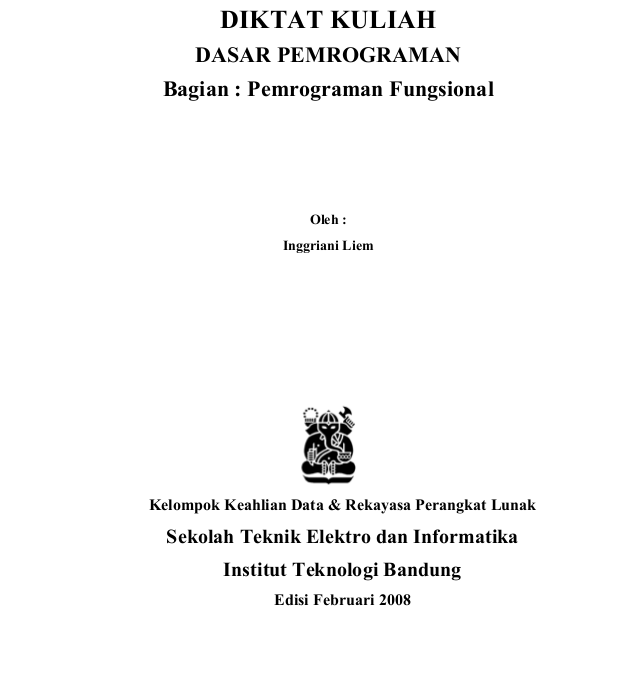 DIKTAT KULIAH
DASAR PEMROGRAMAN
Bagian : Pemrograman Fungsional
Oleh :
Inggriani Liem
Kelompok Keahlian Data & Rekayasa Perangkat Lunak
Sekolah Teknik Elektro dan Informatika
Institut Teknologi Bandung
Edisi Februari 2008